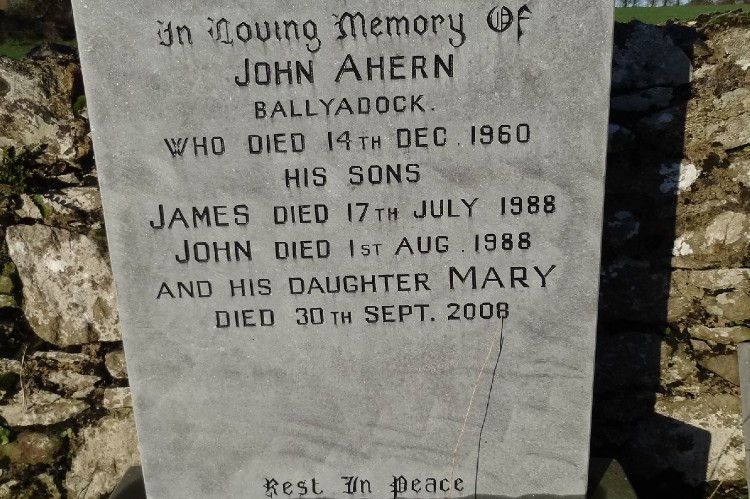 In Loving Memory Of
JOHN AHERN
BALLYADOCK.
WHO DIED 14TH DEC. 1960
HIS SONS
JAMES DIED 17TH JULY 1988
JOHN DIED 1ST AUG. 1988
AND HIS DAUGHTER MARY
DIED 30TH SEPT. 2008
Rest In Peace